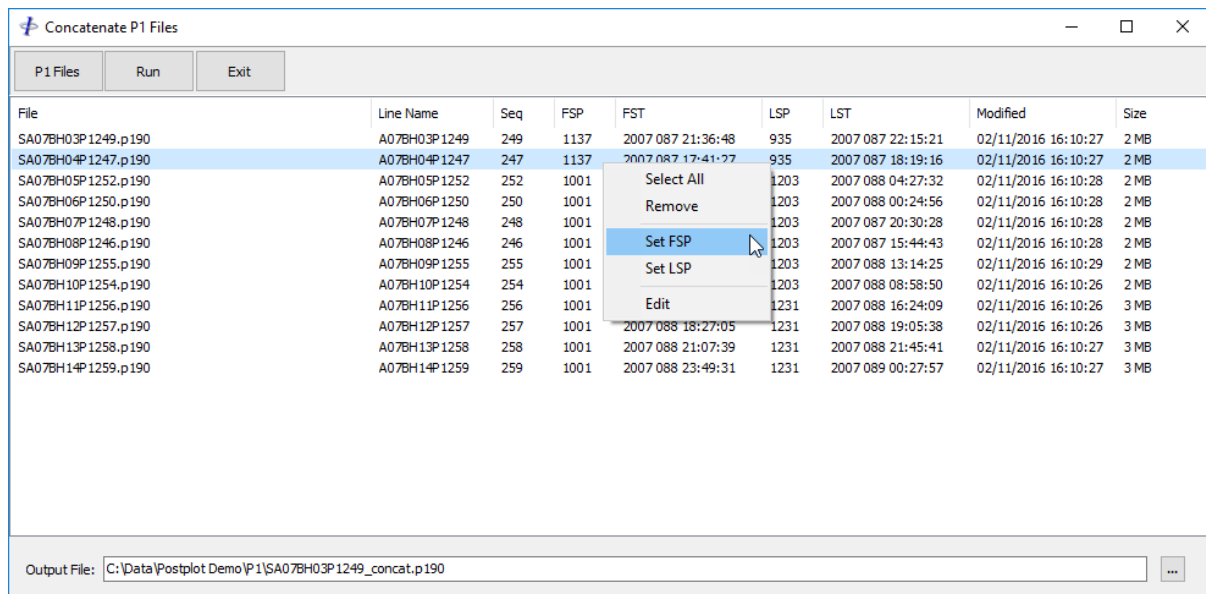 Concatenate P1 Files
P1 Files Run Exit
File Line Name Seq FSP FST LSP LST Modified Size
SA07BH03P1249.p190 A07BH03P1249 249 1137 2007 087 21:36:48 935 2007 087 22:15:21 02/11/2016 16:10:27 2 MB
SA07BH04P1247.p190 A07BH04P1247 247 1137 2007 087 17:41:27 935 2007 087 18:19:16 02/11/2016 16:10:27 2 MB
SA07BH05P1252.p190 A07BH05P1252 252 1001 Select All 1203 2007 088 04:27:32 02/11/2016 16:10:28 2 MB
SA07BH06P1250.p190 A07BH06P1250 250 1001 Remove 1203 2007 088 00:24:56 02/11/2016 16:10:28 2 MB
SA07BH07P1248.p190 A07BH07P1248 248 1001 1203 2007 087 20:30:28 02/11/2016 16:10:28 2 MB
SA07BH08P1246.p190 A07BH08P1246 246 1001 Set FSP 1203 2007 087 15:44:43 02/11/2016 16:10:28 2 MB
SA07BH09P1255.p190 A07BH09P1255 255 1001 Set LSP 1203 2007 088 13:14:25 02/11/2016 16:10:29 2 MB
SA07BH10P1254.p190 A07BH10P1254 254 1001 1203 2007 088 08:58:50 02/11/2016 16:10:26 2 MB
SA07BH11P1256.p190 A07BH11P1256 256 1001 Edit 1231 2007 088 16:24:09 02/11/2016 16:10:26 3 MB
SA07BH12P1257.p190 A07BH12P1257 257 1001 2007 088 18:27:05 1231 2007 088 19:05:38 02/11/2016 16:10:26 3 MB
SA07BH13P1258.p190 A07BH13P1258 258 1001 2007 088 21:07:39 1231 2007 088 21:45:41 02/11/2016 16:10:27 3 MB
SA07BH14P1259.p190 A07BH14P1259 259 1001 2007 088 23:49:31 1231 2007 089 00:27:57 02/11/2016 16:10:27 3 MB
Output File: C:\Data\Postplot Demo\P1\SA07BH03P1249_concat.p190 ...